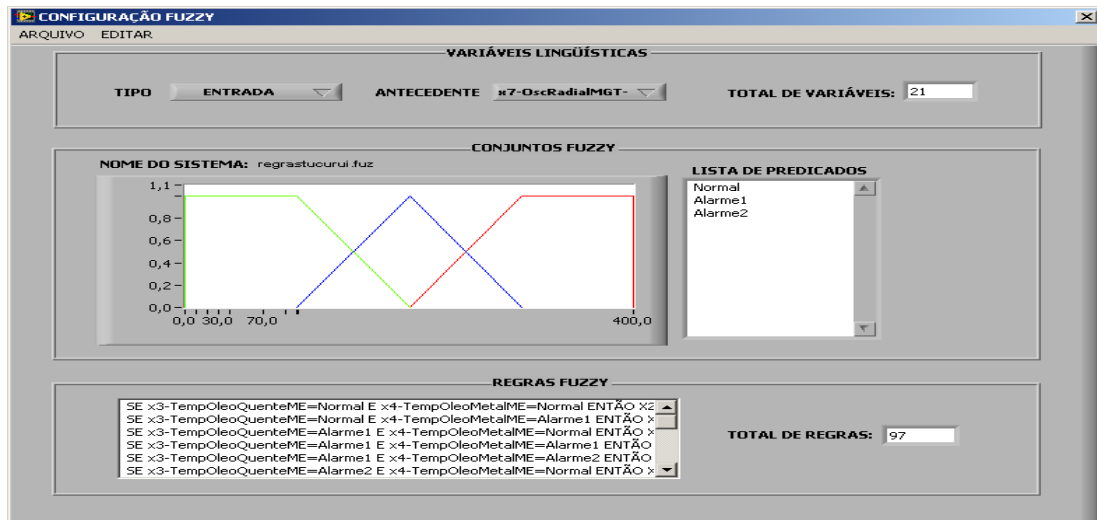 CONFIGURAÇÃO FUZZY
ARQUIVO EDITAR
VARIÁVEIS LINGÜÍSTICAS
TIPO ENTRADA ANTECEDENTE x7-OscRadialMGT- TOTAL DE VARIÁVEIS: 21
CONJUNTOS FUZZY
NOME DO SISTEMA: regrastucurui.fuz
LISTA DE PREDICADOS
Normal
Alarme1
Alarme2
1,1
0,8
0,6
0,4
0,2
0,0
0,0 30,0 70,0 400,0
REGRAS FUZZY
SE x3-TempOleoQuenteME=Normal E x4-TempOleoMetalME=Normal ENTÃO X2
SE x3-TempOleoQuenteME=Normal E x4-TempOleoMetalME=Alarme1 ENTÃO X
SE x3-TempOleoQuenteME=Alarme1 E x4-TempOleoMetalME=Normal ENTÃO X
SE x3-TempOleoQuenteME=Alarme1 E x4-TempOleoMetalME=Alarme1 ENTÃO
SE x3-TempOleoQuenteME=Alarme1 E x4-TempOleoMetalME=Alarme2 ENTÃO
SE x3-TempOleoQuenteME=Alarme2 E x4-TempOleoMetalME=Normal ENTÃO X
TOTAL DE REGRAS: 97